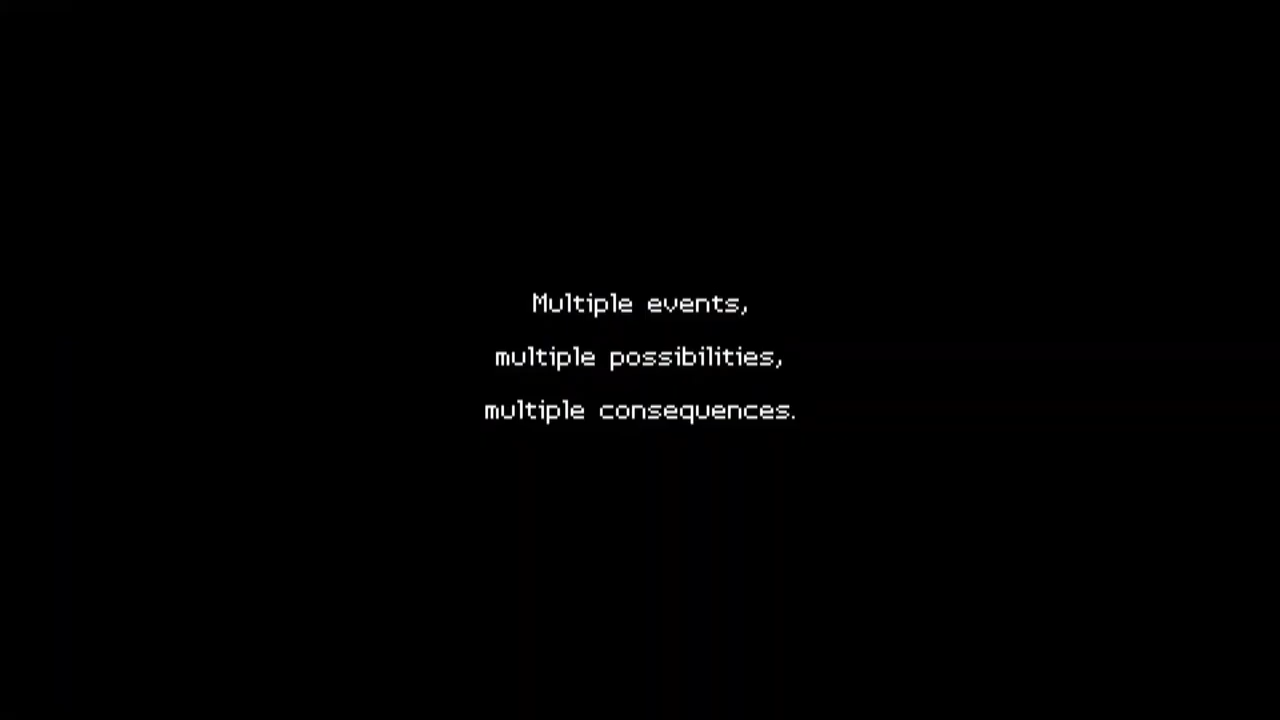 Multiple events,
multiple possibilities,
multiple consequences.